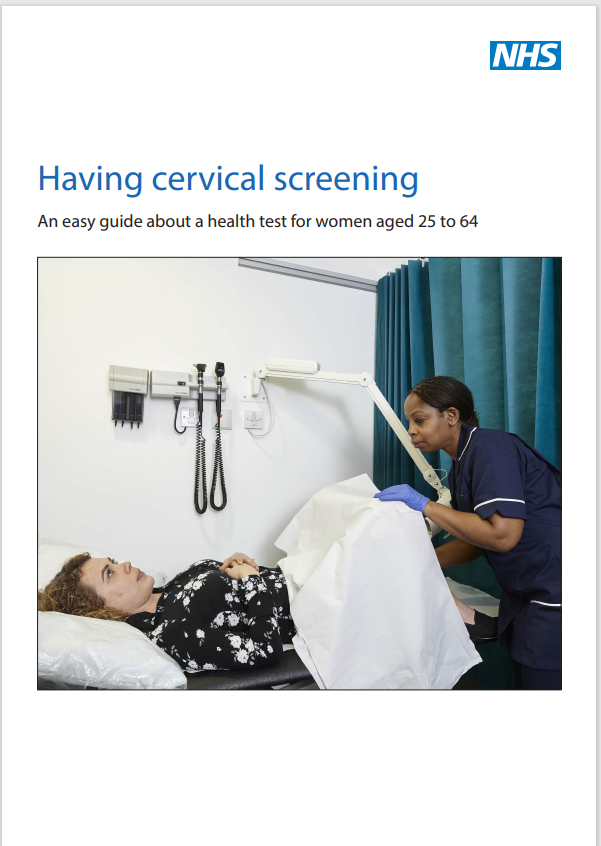 NHS
Having cervical screening
An easy guide about a health test for women aged 25 to 64